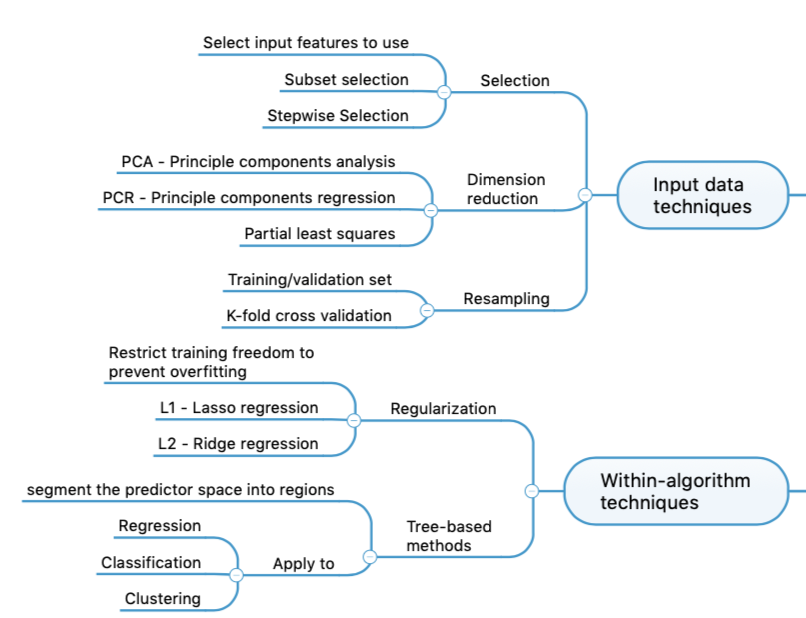 Select input features to use
Subset selection
Stepwise Selection
Selection
PCA - Principle components analysis
PCR - Principle components regression
Partial least squares
Dimension
reduction
Training/validation set
K-fold cross validation
Resampling
Input data
techniques
Restrict training freedom to
prevent overfitting
L1 - Lasso regression
L2 - Ridge regression
Regularization
segment the predictor space into regions
Regression
Classification
Clustering
Apply to
Tree-based
methods
Within-algorithm
techniques